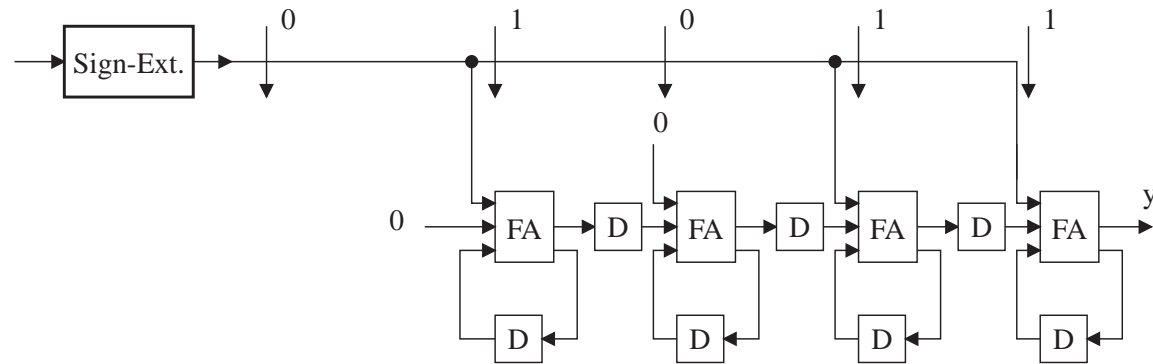 0 1 0 1 1
Sign-Ext.
0
y
0 FA D FA D FA D FA
D D D D